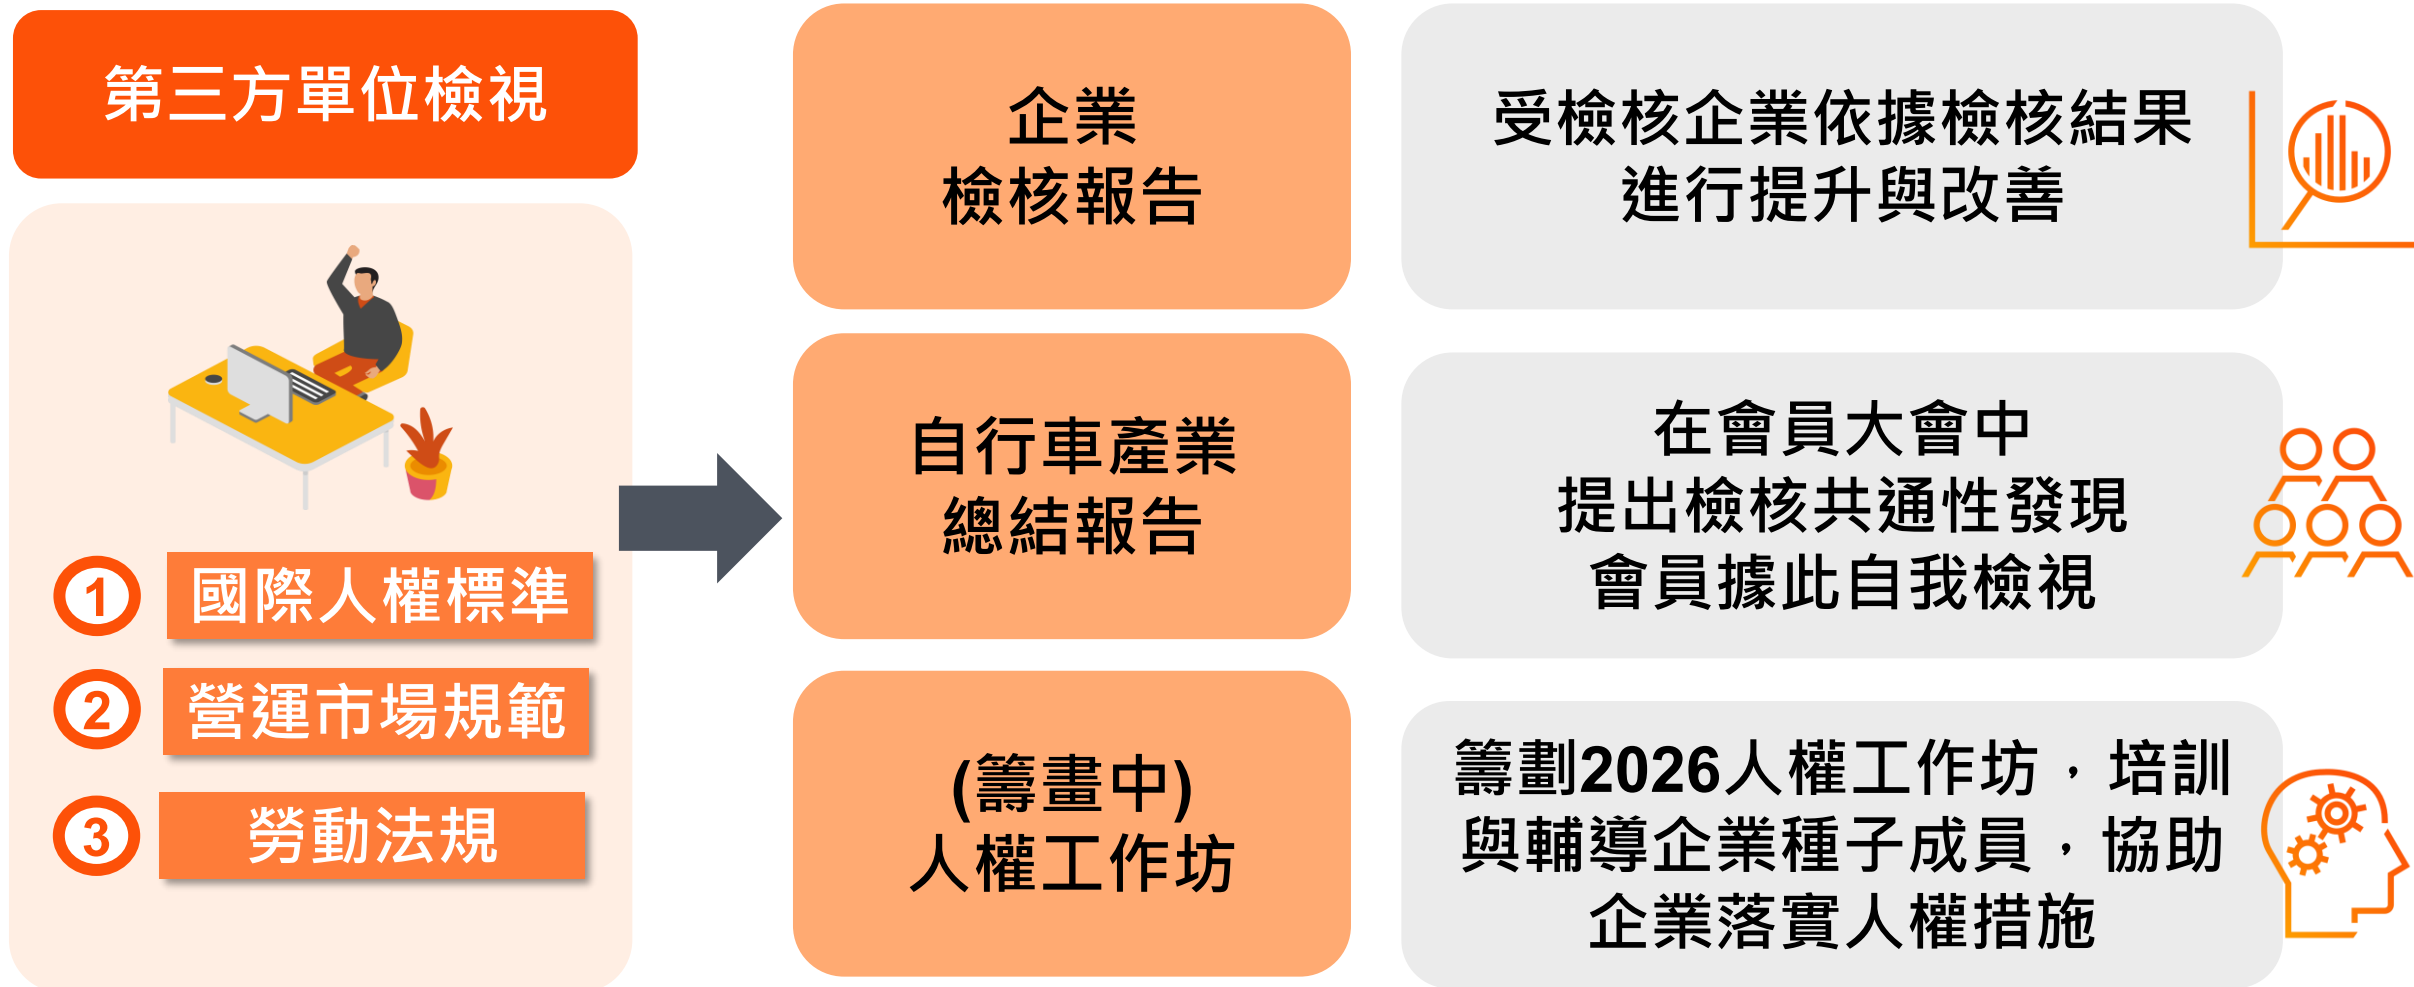 第三方單位檢視
1
國際人權標準
2
營運市場規範
3
勞動法規
企業
檢核報告
受檢核企業依據檢核結果
進行提升與改善
自行車產業
總結報告
在會員大會中
提出檢核共通性發現
會員據此自我檢視
(籌畫中)
人權工作坊
籌劃2026人權工作坊，培訓
與輔導企業種子成員，協助
企業落實人權措施